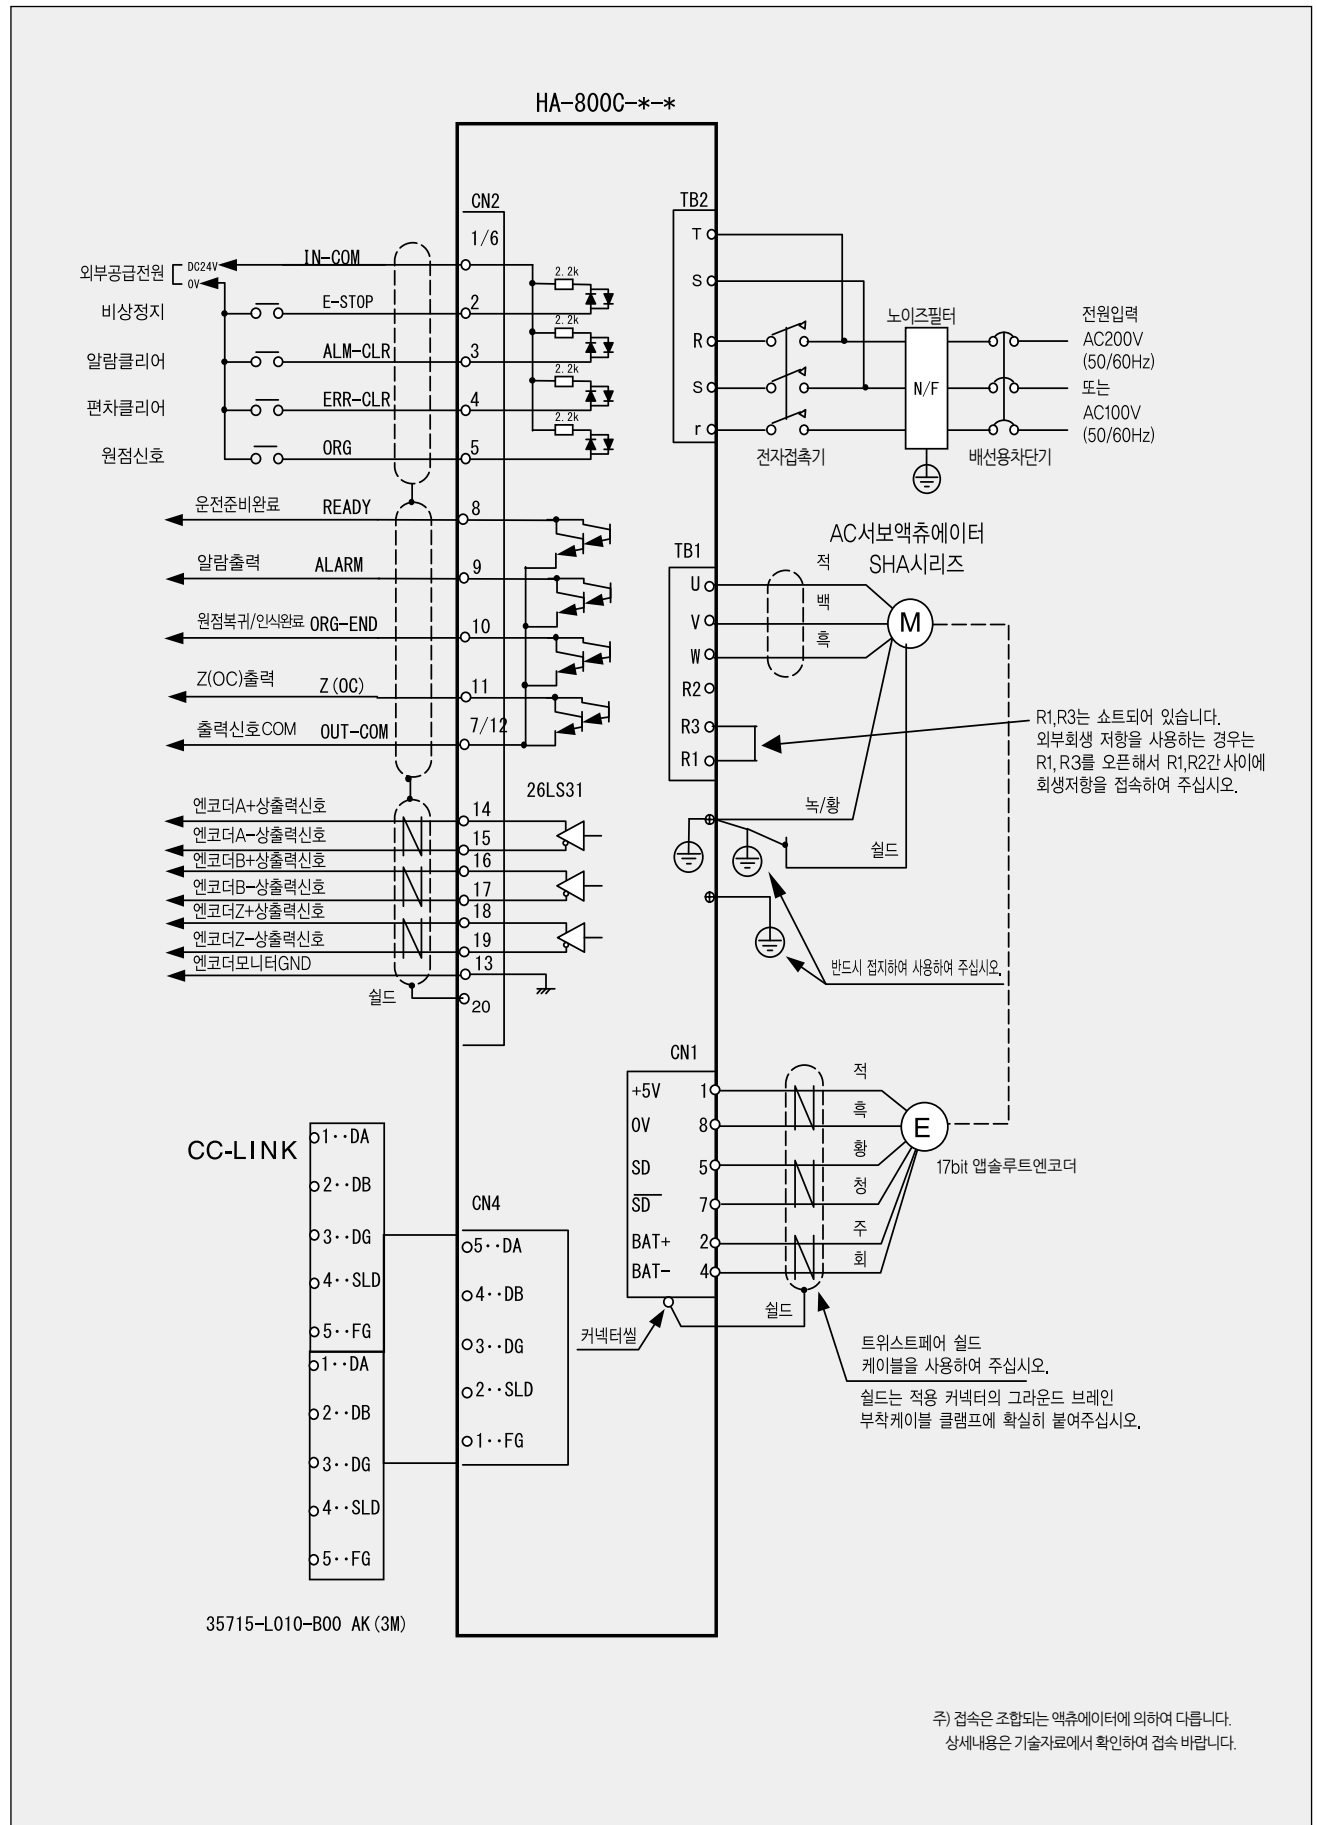 HA-800C-*-*
CN2
1/6
외부공급전원
DC24V
0V
IN-COM
비상정지
E-STOP
2
알람클리어
ALM-CLR
3
편차클리어
ERR-CLR
4
원점신호
ORG
5
2.2k
2.2k
2.2k
2.2k
운전준비완료
READY
8
알람출력
ALARM
9
원점복귀/인식완료
ORG-END
10
Z(OC)출력
Z(OC)
11
출력신호COM
OUT-COM
7/12
26LS31
엔코더A+상출력신호
14
엔코더A-상출력신호
15
엔코더B+상출력신호
16
엔코더B-상출력신호
17
엔코더Z+상출력신호
18
엔코더Z-상출력신호
19
엔코더모니터GND
13
쉴드
20
TB2
T
S
R
S
r
전자접촉기
노이즈필터
N/F
배선용차단기
전원입력
AC200V
(50/60Hz)
또는
AC100V
(50/60Hz)
AC서보액츄에이터
SHA시리즈
TB1
U
V
W
R2
R3
R1
적
백
흑
M
R1,R3는 쇼트되어 있습니다.
외부회생 저항을 사용하는 경우는
R1, R3를 오픈해서 R1,R2간 사이에
회생저항을 접속하여 주십시오.
녹/황
쉴드
반드시 접지하여 사용하여 주십시오.
CN1
+5V
1
0V
8
SD
5
SD
7
BAT+
2
BAT-
4
적
흑
황
청
주
회
E
17bit 앱솔루트엔코더
쉴드
커넥터씰
트위스트페어 쉴드
케이블을 사용하여 주십시오.
쉴드는 적용 커넥터의 그라운드 브레인
부착케이블 클램프에 확실히 붙여주십시오.
CC-LINK
1··DA
2··DB
3··DG
4··SLD
5··FG
1··DA
2··DB
3··DG
4··SLD
5··FG
CN4
5··DA
4··DB
3··DG
2··SLD
1··FG
35715-L010-B00 AK(3M)
주) 접속은 조합되는 액츄에이터에 의하여 다릅니다.
상세내용은 기술자료에서 확인하여 접속 바랍니다.